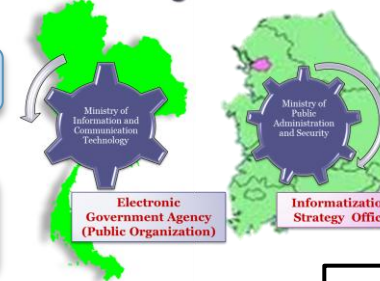 Ministry of
Information and
Communication
Technology
Electronic
Government Agency
(Public Organization)
Ministry of
Public
Administration
and Security
Informatizatio
Strategy Offic